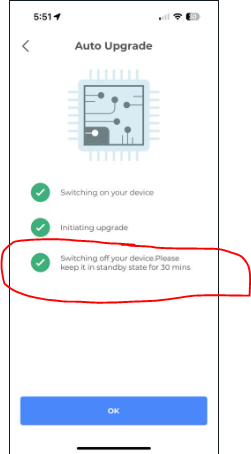 5:51
Auto Upgrade
Switching on your device
Initiating upgrade
Switching off your device.Please
keep it in standby state for 30 mins
OK